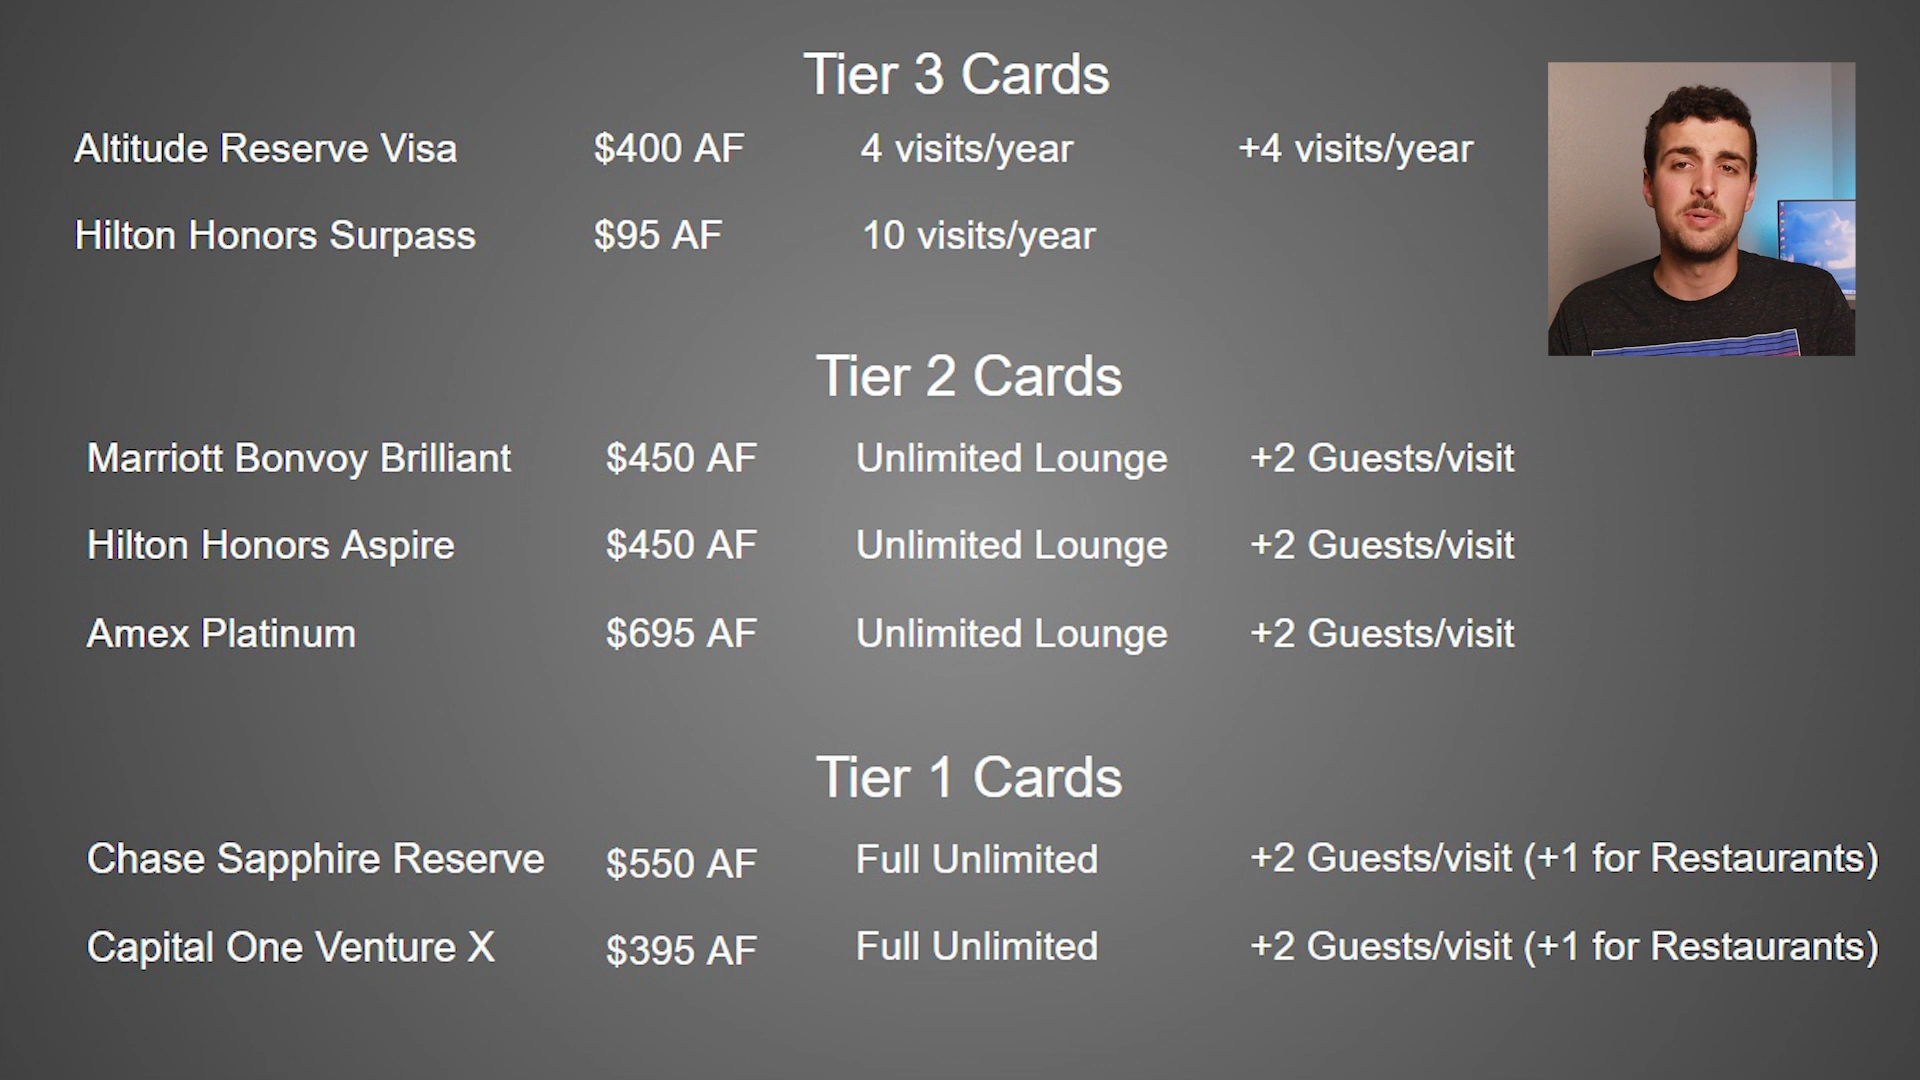 Tier 3 Cards
Altitude Reserve Visa $400 AF 4 visits/year +4 visits/year
Hilton Honors Surpass $95 AF 10 visits/year
Tier 2 Cards
Marriott Bonvoy Brilliant $450 AF Unlimited Lounge +2 Guests/visit
Hilton Honors Aspire $450 AF Unlimited Lounge +2 Guests/visit
Amex Platinum $695 AF Unlimited Lounge +2 Guests/visit
Tier 1 Cards
Chase Sapphire Reserve $550 AF Full Unlimited +2 Guests/visit (+1 for Restaurants)
Capital One Venture X $395 AF Full Unlimited +2 Guests/visit (+1 for Restaurants)